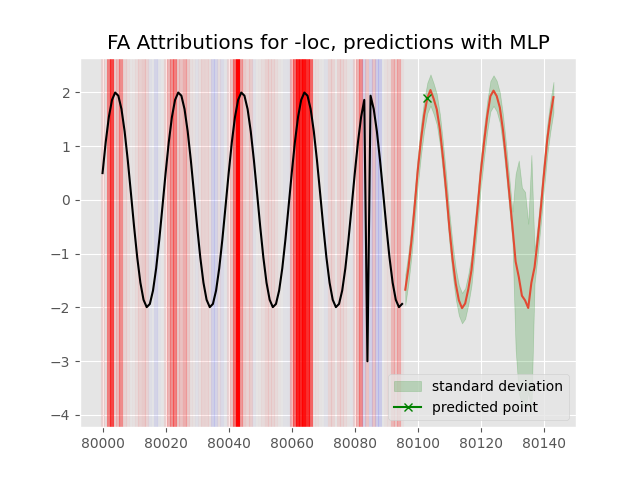 FA Attributions for -loc, predictions with MLP
2
1
0
−1
−2
−3
−4
80000 80020 80040 80060 80080 80100 80120 80140
standard deviation
predicted point